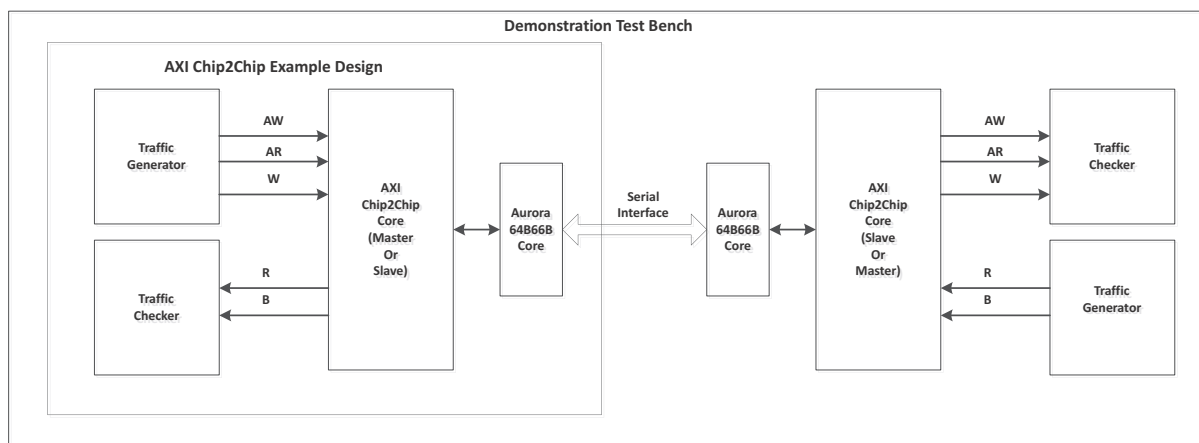 Demonstration Test Bench
AXI Chip2Chip Example Design
Traffic
Generator
AW
AR
W
AXI
Chip2Chip
Core
(Master
Or
Slave)
Traffic
Checker
R
B
Aurora
64B66B
Core
Serial
Interface
Aurora
64B66B
Core
AXI
Chip2Chip
Core
(Slave
Or
Master)
AW
AR
W
Traffic
Checker
R
B
Traffic
Generator